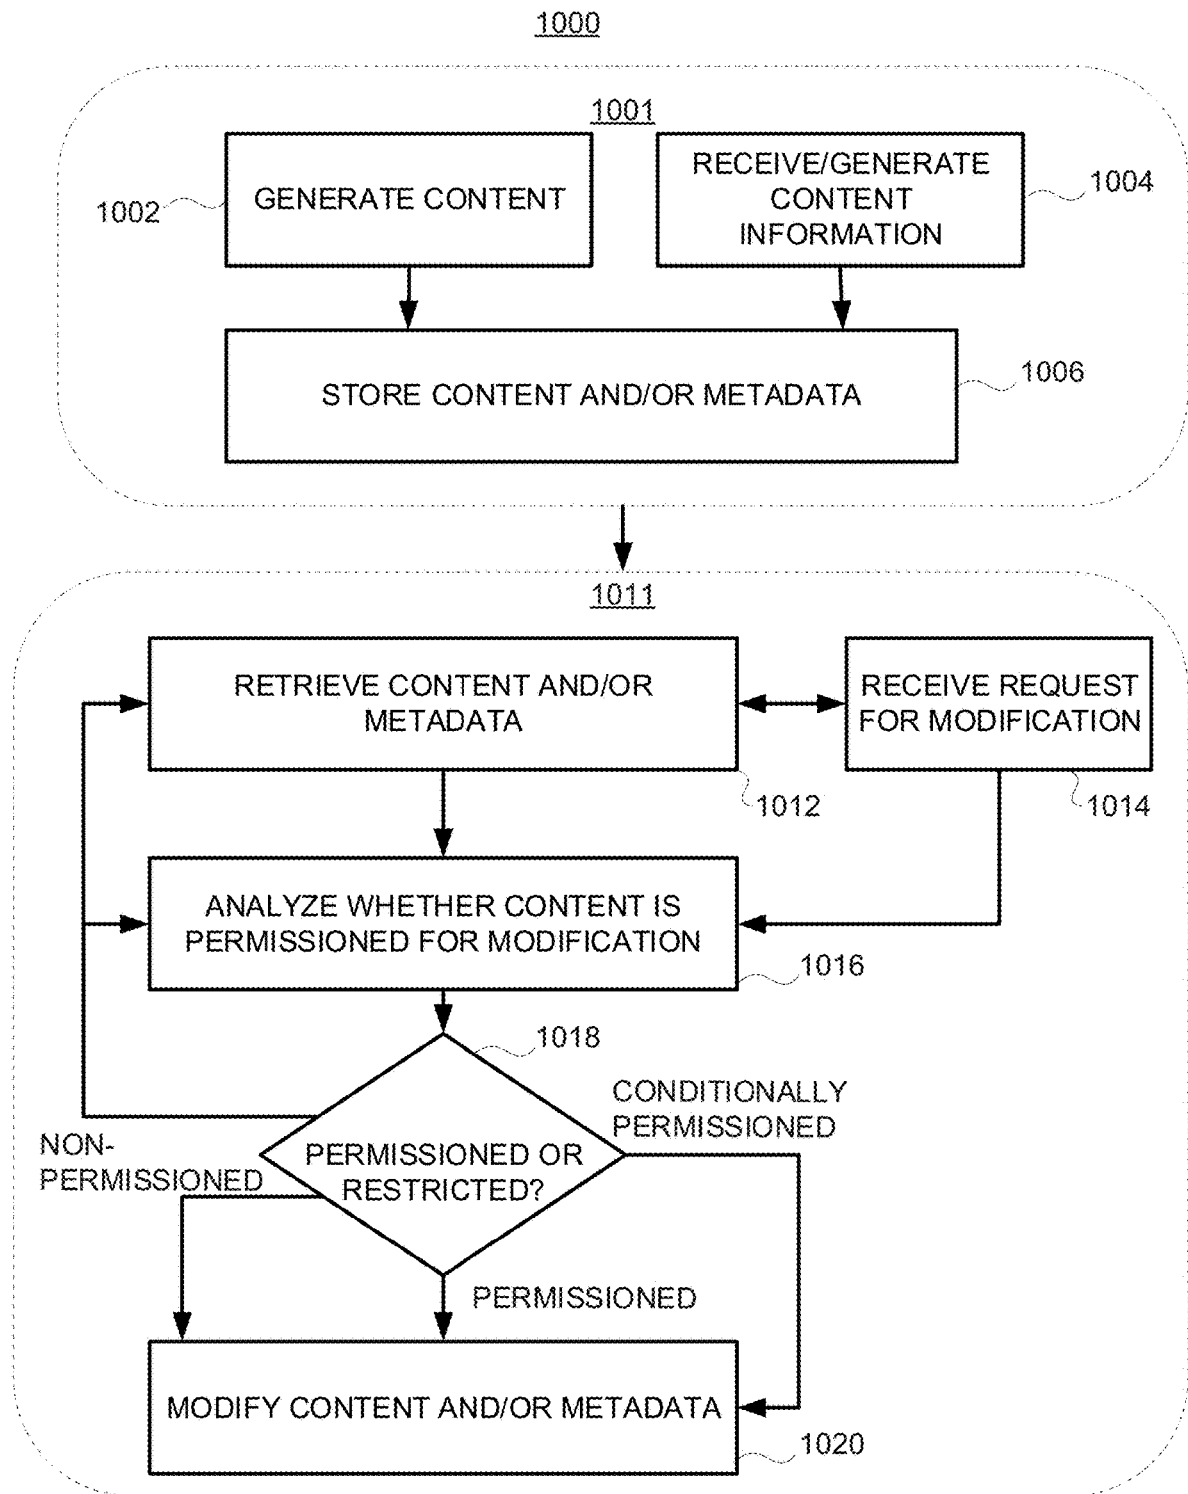 1000
1001
GENERATE CONTENT
1002
RECEIVE/GENERATE
CONTENT
INFORMATION
1004
STORE CONTENT AND/OR METADATA
1006
1011
RETRIEVE CONTENT AND/OR
METADATA
1012
RECEIVE REQUEST
FOR MODIFICATION
1014
ANALYZE WHETHER CONTENT IS
PERMISSIONED FOR MODIFICATION
1016
1018
PERMISSIONED OR
RESTRICTED?
CONDITIONALLY
PERMISSIONED
NON-
PERMISSIONED
PERMISSIONED
MODIFY CONTENT AND/OR METADATA
1020